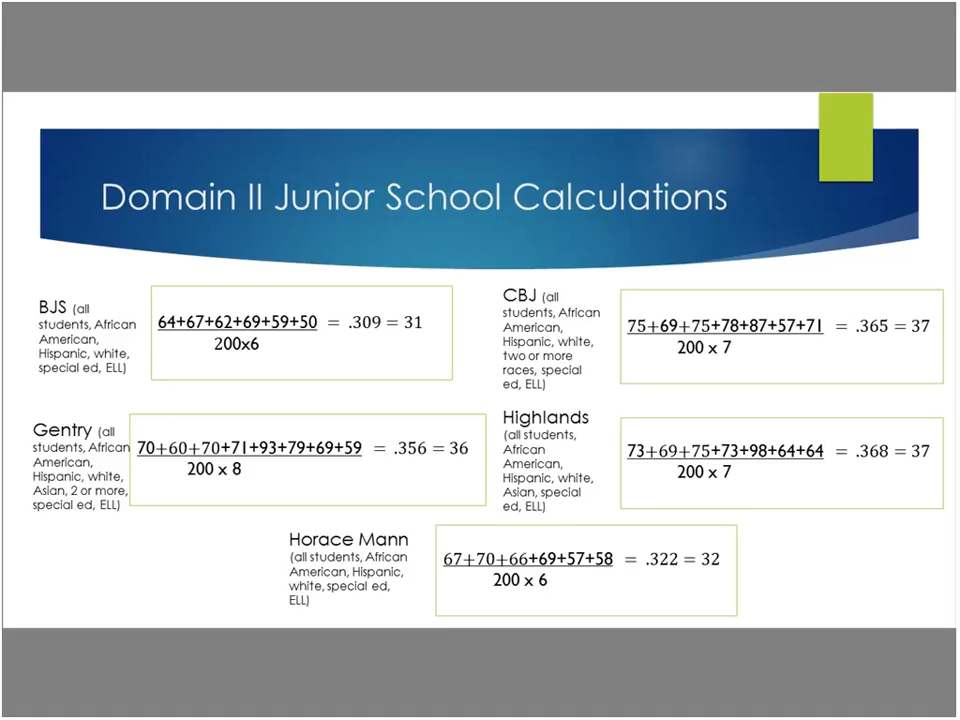 Domain II Junior School Calculations
BJS (all
students, African
American,
Hispanic, white,
special ed, ELL)
64+67+62+69+59+50 = .309 = 31
200x6
CBJ (all
students, African
American,
Hispanic, white,
two or more
races, special
ed, ELL)
75+69+75+78+87+57+71 = .365 = 37
200 x 7
Gentry (all
students, African
American,
Hispanic, white,
Asian, 2 or more,
special ed, ELL)
70+60+70+71+93+79+69+59 = .356 = 36
200 x 8
Highlands
(all students,
African
American,
Hispanic, white,
Asian, special
ed, ELL)
73+69+75+73+98+64+64 = .368 = 37
200 x 7
Horace Mann
(all students, African
American, Hispanic,
white, special ed,
ELL)
67+70+66+69+57+58 = .322 = 32
200 x 6